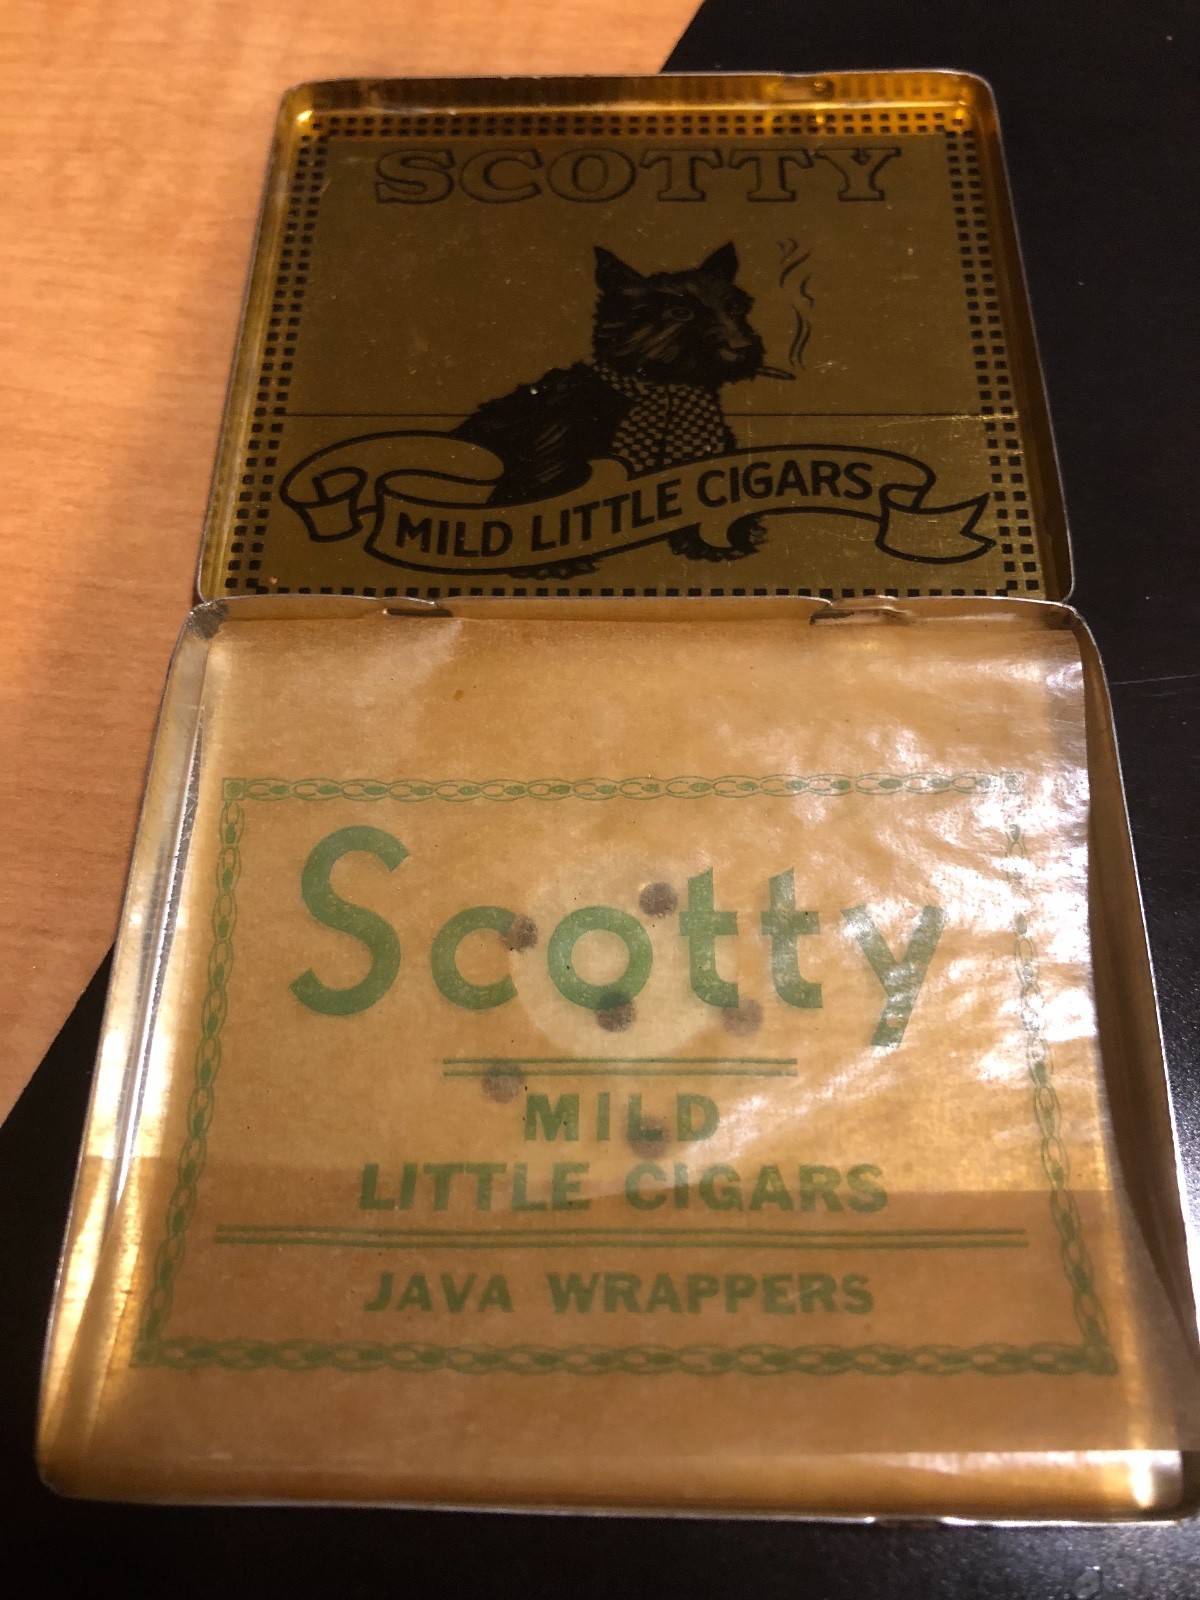 SCOTTY
MILD LITTLE CIGARS
Scotty
MILD
LITTLE CIGARS
JAVA WRAPPERS